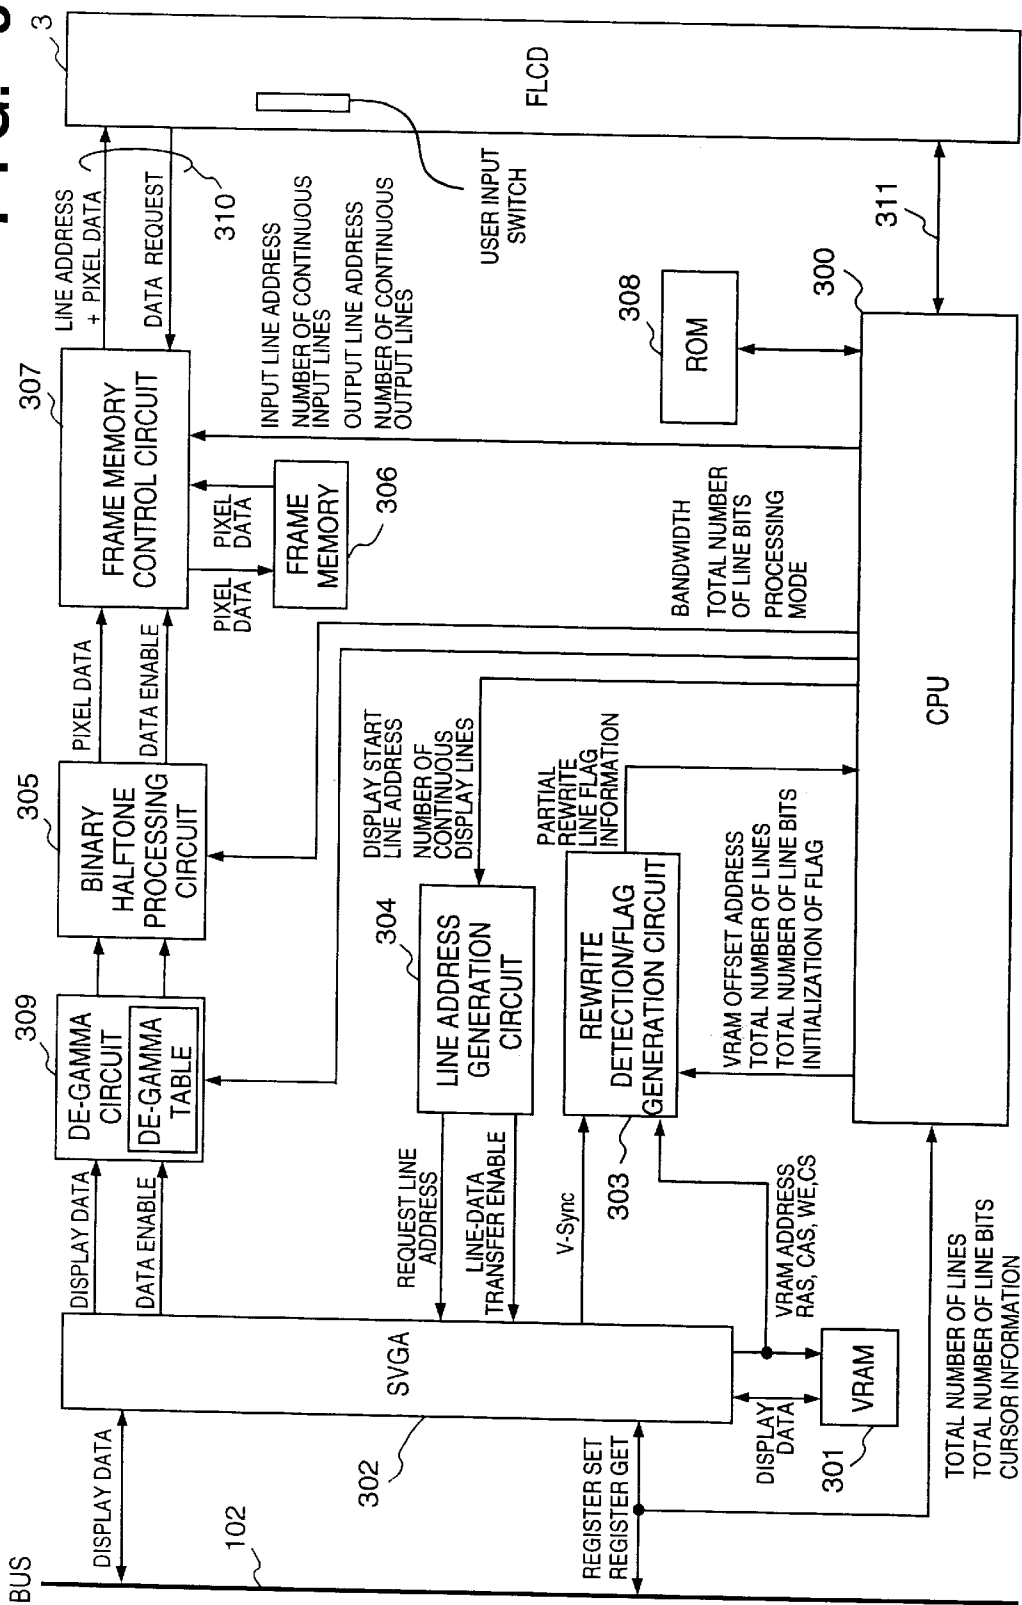 BUS
102
DISPLAY DATA
REGISTER SET
REGISTER GET
SVGA
302
DISPLAY DATA
DATA ENABLE
REQUEST LINE
ADDRESS
LINE-DATA
TRANSFER ENABLE
V-Sync
DISPLAY
DATA
VRAM
301
VRAM ADDRESS
RAS, CAS, WE,CS
TOTAL NUMBER OF LINES
TOTAL NUMBER OF LINE BITS
CURSOR INFORMATION
309
DE-GAMMA
CIRCUIT
DE-GAMMA
TABLE
304
LINE ADDRESS
GENERATION
CIRCUIT
303
REWRITE
DETECTION/FLAG
GENERATION CIRCUIT
VRAM OFFSET ADDRESS
TOTAL NUMBER OF LINES
TOTAL NUMBER OF LINE BITS
INITIALIZATION OF FLAG
305
BINARY
HALFTONE
PROCESSING
CIRCUIT
DISPLAY START
LINE ADDRESS
NUMBER OF
CONTINUOUS
DISPLAY LINES
PARTIAL
REWRITE
LINE FLAG
INFORMATION
PIXEL DATA
DATA ENABLE
307
FRAME MEMORY
CONTROL CIRCUIT
PIXEL
DATA
PIXEL
DATA
FRAME
MEMORY
306
BANDWIDTH
TOTAL NUMBER
OF LINE BITS
PROCESSING
MODE
INPUT LINE ADDRESS
NUMBER OF CONTINUOUS
INPUT LINES
OUTPUT LINE ADDRESS
NUMBER OF CONTINUOUS
OUTPUT LINES
308
ROM
300
CPU
LINE ADDRESS
+ PIXEL DATA
DATA REQUEST
310
USER INPUT
SWITCH
311
3
FLCD